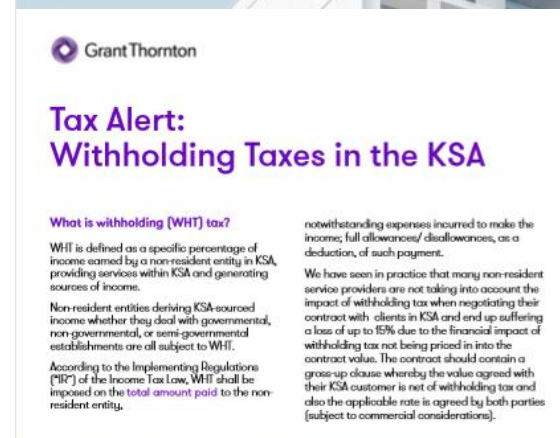 Grant Thornton
Tax Alert:
Withholding Taxes in the KSA
What is withholding (WHT) tax?
WHT is defined as a specific percentage of
income earned by a non-resident entity in KSA,
providing services within KSA and generating
sources of income.
Non-resident entities deriving KSA-sourced
income whether they deal with governmental,
non-governmental, or semi-governmental
establishments are all subject to WHT.
According to the Implementing Regulations
("IR") of the Income Tax Law, WHT shall be
imposed on the total amount paid to the non-
resident entity,
notwithstanding expenses incurred to make the
income; full allowances/ disallowances, as a
deduction, of such payment.
We have seen in practice that many non-resident
service providers are not taking into account the
impact of withholding tax when negotiating their
contract with clients in KSA and end up suffering
a loss of up to 15% due to the financial impact of
withholding tax not being priced in into the
contract value. The contract should contain a
gross-up clause whereby the value agreed with
their KSA customer is net of withholding tax and
also the applicable rate is agreed by both parties
(subject to commercial considerations).